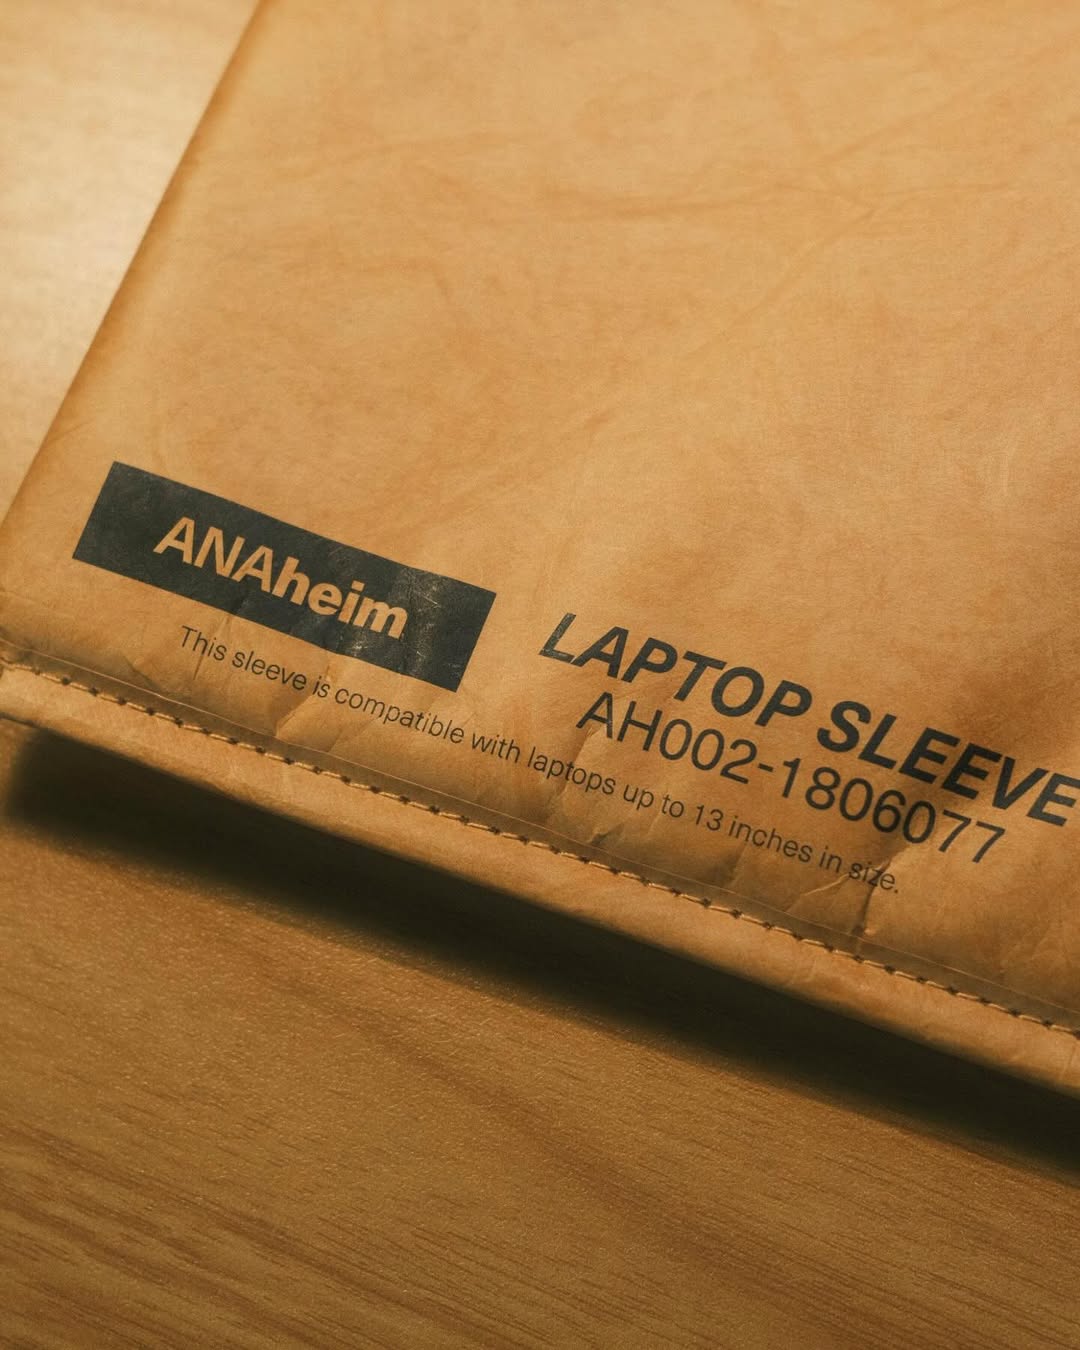 ANAheim
LAPTOP SLEEVE
AH002-1806077
This sleeve is compatible with laptops up to 13 inches in size.